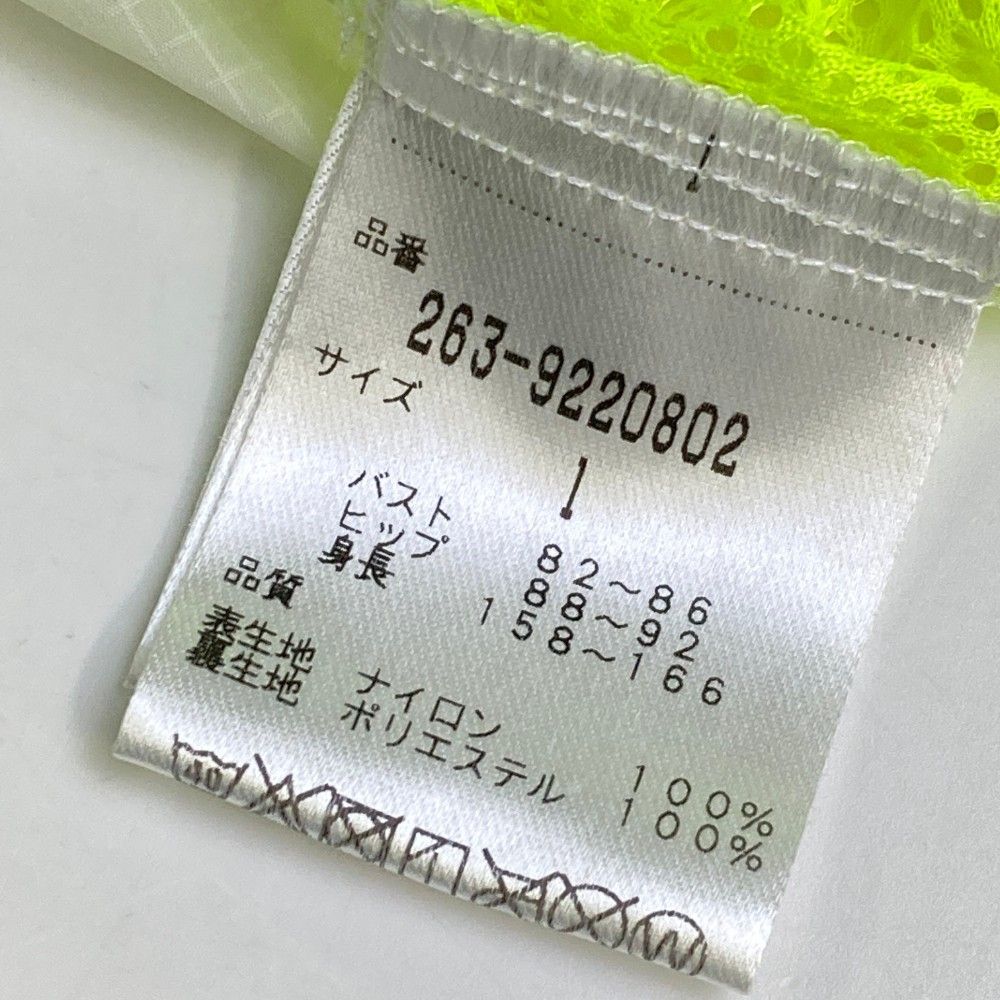 品番
263-9220802
サイズ
1
バスト 82～86
ヒップ 88～92
身長 158～166
品質
表生地 ナイロン 100%
裏生地 ポリエステル 100%